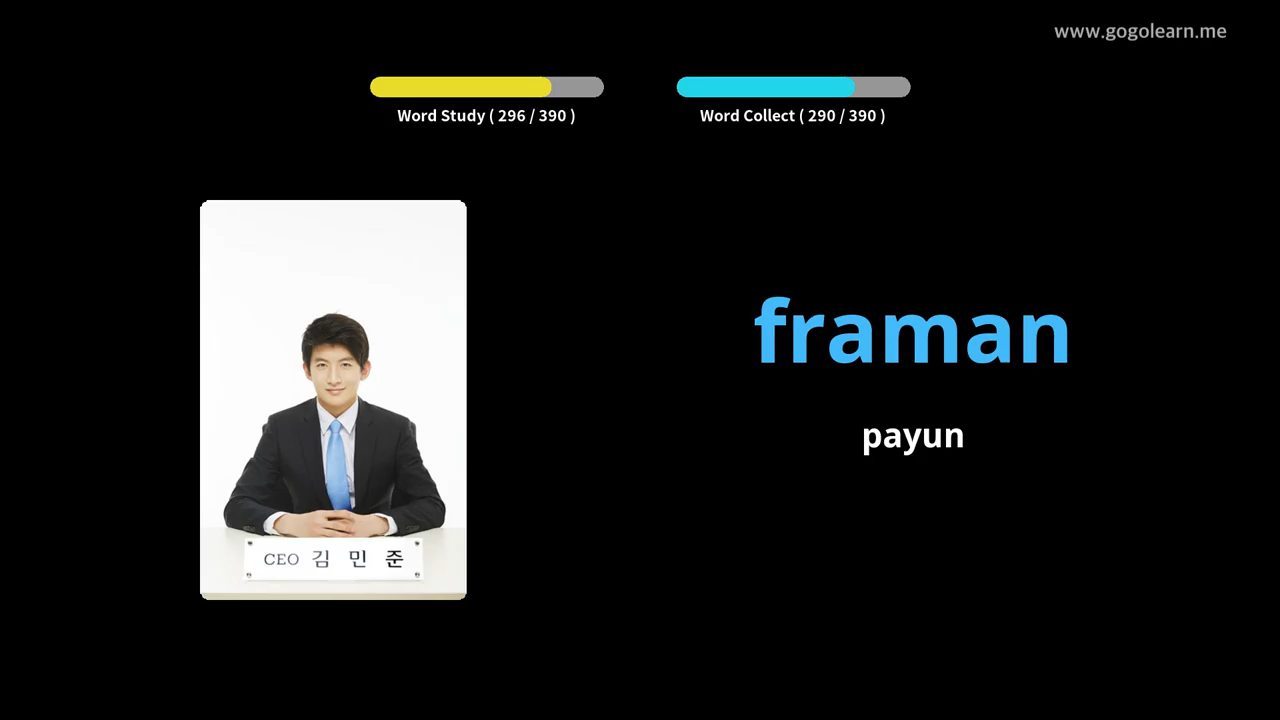 www.gogolearn.me
Word Study ( 296 / 390 )
Word Collect ( 290 / 390 )
framan
payun
CEO 김 민 준